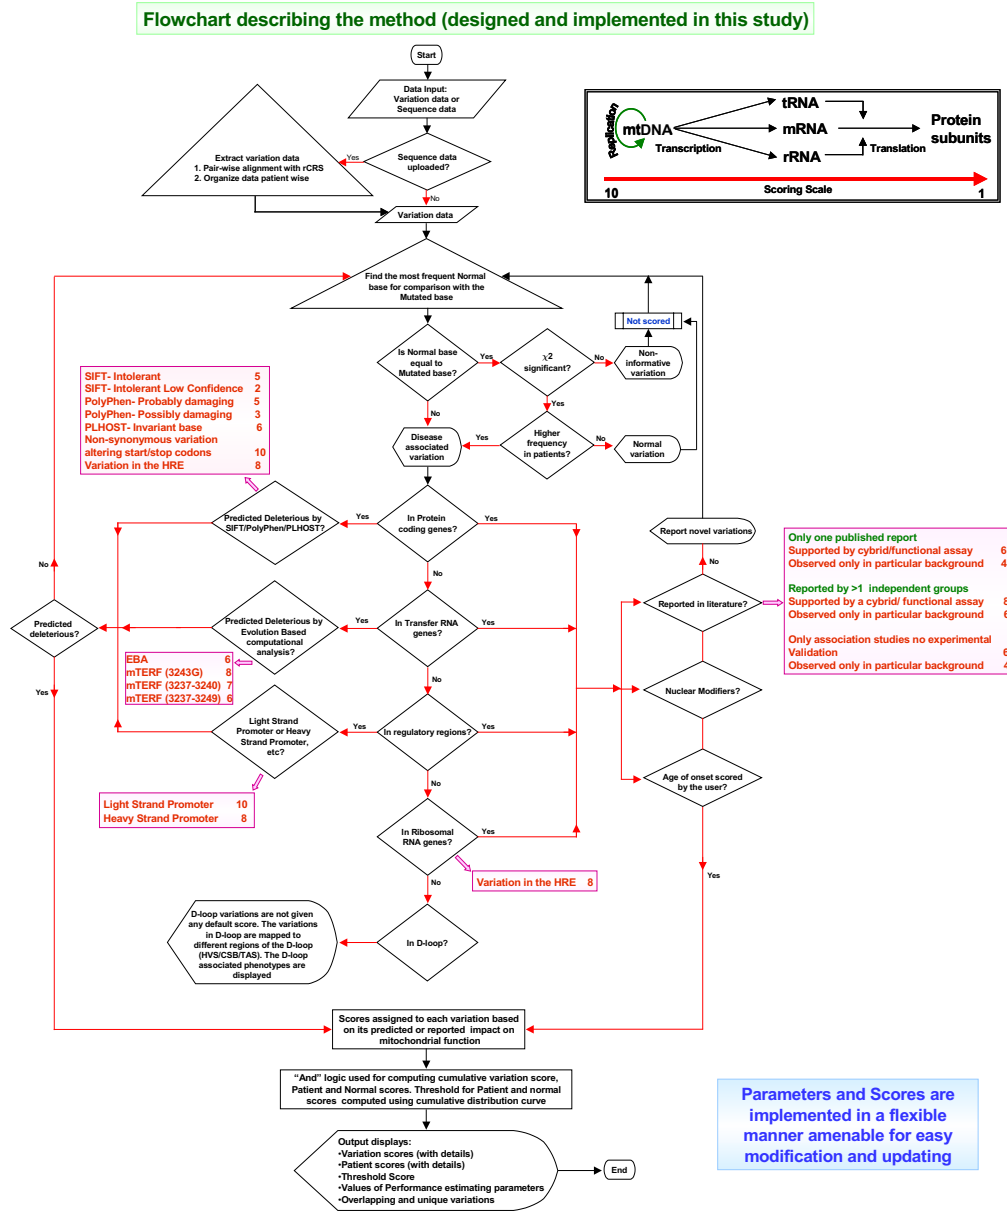 Flowchart describing the method (designed and implemented in this study)
Start
Data Input:
Variation data or
Sequence data
Sequence data
uploaded?
Yes
No
Extract variation data
1. Pair-wise alignment with rCRS
2. Organize data patient wise
Variation data
Replication
mtDNA
Transcription
tRNA
mRNA
rRNA
Translation
Protein
subunits
10
Scoring Scale
1
Find the most frequent Normal
base for comparison with the
Mutated base
Is Normal base
equal to
Mutated base?
Yes
No
χ2
significant?
No
Yes
Non-
informative
variation
Not scored
Higher
frequency
in patients?
Yes
No
Normal
variation
Disease
associated
variation
SIFT- Intolerant 5
SIFT- Intolerant Low Confidence 2
PolyPhen- Probably damaging 5
PolyPhen- Possibly damaging 3
PLHOST- Invariant base 6
Non-synonymous variation
altering start/stop codons 10
Variation in the HRE 8
Predicted Deleterious by
SIFT/PolyPhen/PLHOST?
Yes
In Protein
coding genes?
Yes
No
Report novel variations
No
Reported in literature?
Only one published report
Supported by cybrid/functional assay 6
Observed only in particular background 4
Reported by >1 independent groups
Supported by a cybrid/ functional assay 8
Observed only in particular background 6
Only association studies no experimental
Validation 6
Observed only in particular background 4
No
Predicted
deleterious?
Yes
Predicted Deleterious by
Evolution Based
computational
analysis?
Yes
In Transfer RNA
genes?
Yes
No
EBA 6
mTERF (3243G) 8
mTERF (3237-3240) 7
mTERF (3237-3249) 6
Nuclear Modifiers?
Light Strand
Promoter or Heavy
Strand Promoter,
etc?
Yes
In regulatory regions?
Yes
No
Age of onset scored
by the user?
Yes
Light Strand Promoter 10
Heavy Strand Promoter 8
In Ribosomal
RNA genes?
Yes
No
Variation in the HRE 8
D-loop variations are not given
any default score. The variations
in D-loop are mapped to
different regions of the D-loop
(HVS/CSB/TAS). The D-loop
associated phenotypes are
displayed
In D-loop?
Scores assigned to each variation based
on its predicted or reported impact on
mitochondrial function
“And” logic used for computing cumulative variation score,
Patient and Normal scores. Threshold for Patient and normal
scores computed using cumulative distribution curve
Output displays:
•Variation scores (with details)
•Patient scores (with details)
•Threshold Score
•Values of Performance estimating parameters
•Overlapping and unique variations
End
Parameters and Scores are
implemented in a flexible
manner amenable for easy
modification and updating